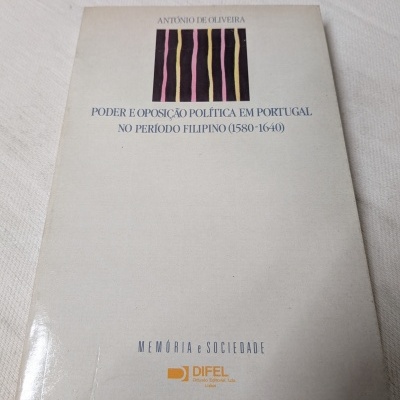 ANTÓNIO DE OLIVEIRA
PODER E OPOSIÇÃO POLÍTICA EM PORTUGAL
NO PERÍODO FILIPINO (1580-1640)
MEMÓRIA e SOCIEDADE
DIFEL